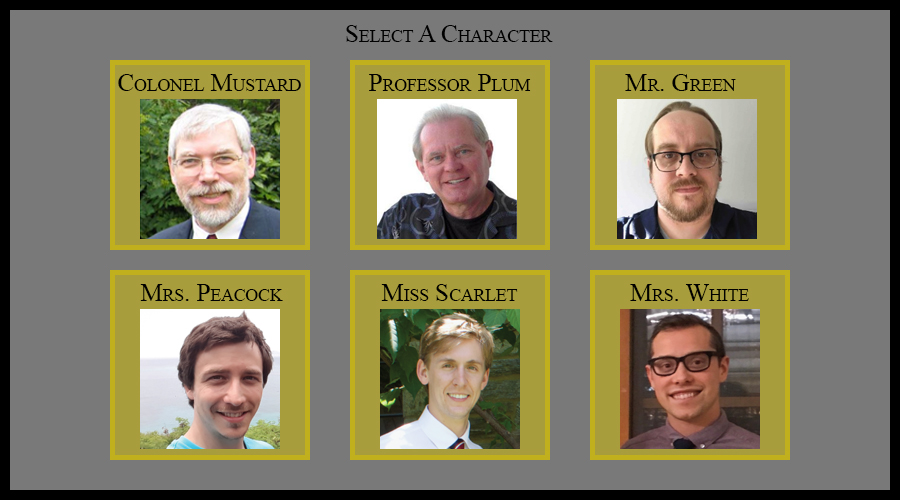 Select A Character
Colonel Mustard
Professor Plum
Mr. Green
Mrs. Peacock
Miss Scarlet
Mrs. White